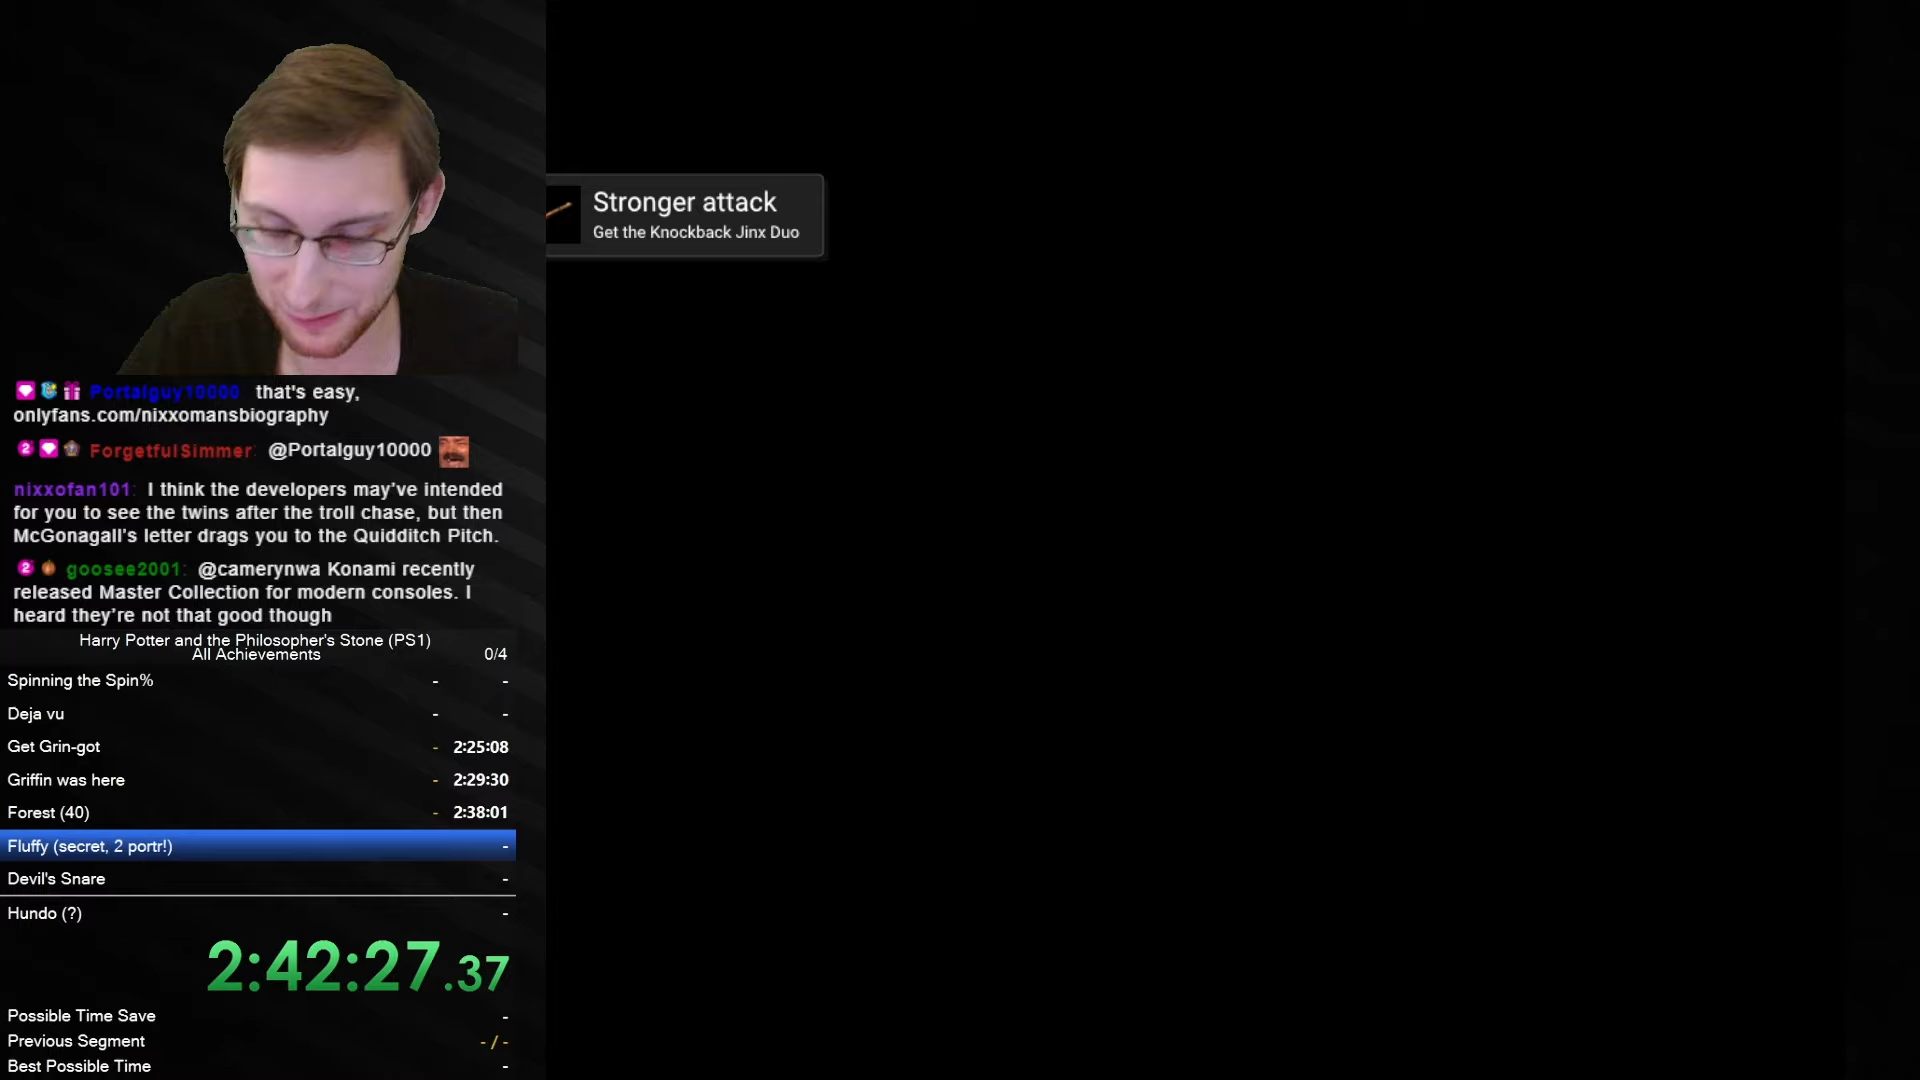 Stronger attack
Get the Knockback Jinx Duo
Portalguy10000 that's easy,
onlyfans.com/nixxomansbiography
2 ForgetfulSimmer: @Portalguy10000
nixxofan101: I think the developers may've intended
for you to see the twins after the troll chase, but then
McGonagall's letter drags you to the Quidditch Pitch.
2 goosee2001: @camerynwa Konami recently
released Master Collection for modern consoles. I
heard they're not that good though
Harry Potter and the Philosopher's Stone (PS1)
All Achievements 0/4
Spinning the Spin% - -
Deja vu - -
Get Grin-got - 2:25:08
Griffin was here - 2:29:30
Forest (40) - 2:38:01
Fluffy (secret, 2 portr!) -
Devil's Snare -
Hundo (?) -
2:42:27.37
Possible Time Save -
Previous Segment - / -
Best Possible Time -